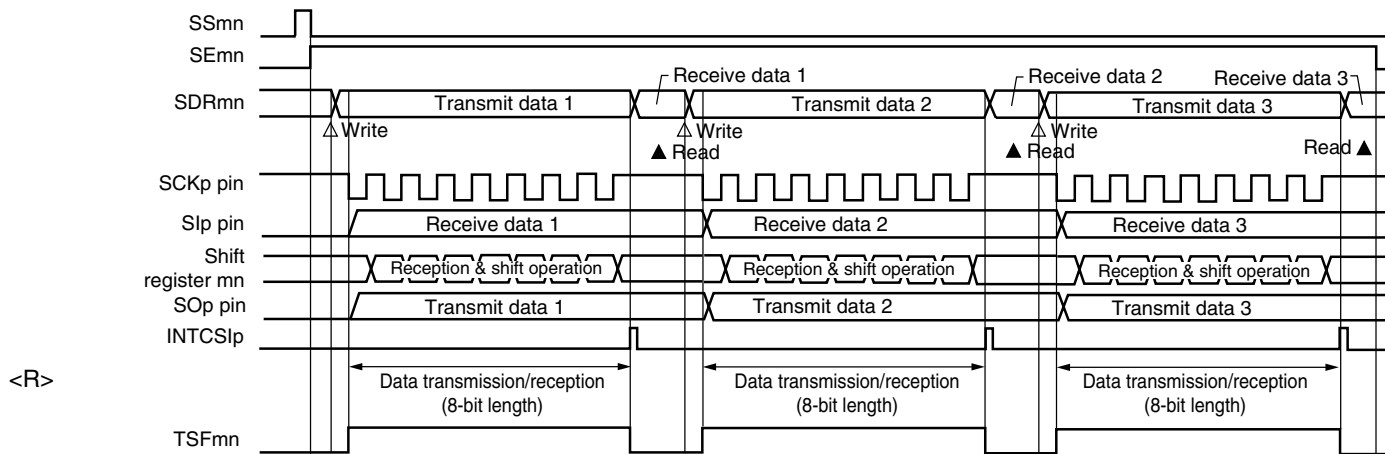 SSmn
SEmn
Receive data 1
Receive data 2
Receive data 3
SDRmn
Transmit data 1
Transmit data 2
Transmit data 3
Write
Write
Write
Read
Read
Read
SCKp pin
SIp pin
Receive data 1
Receive data 2
Receive data 3
Shift
register mn
Reception & shift operation
Reception & shift operation
Reception & shift operation
SOp pin
Transmit data 1
Transmit data 2
Transmit data 3
INTCSIp
<R>
Data transmission/reception
(8-bit length)
Data transmission/reception
(8-bit length)
Data transmission/reception
(8-bit length)
TSFmn